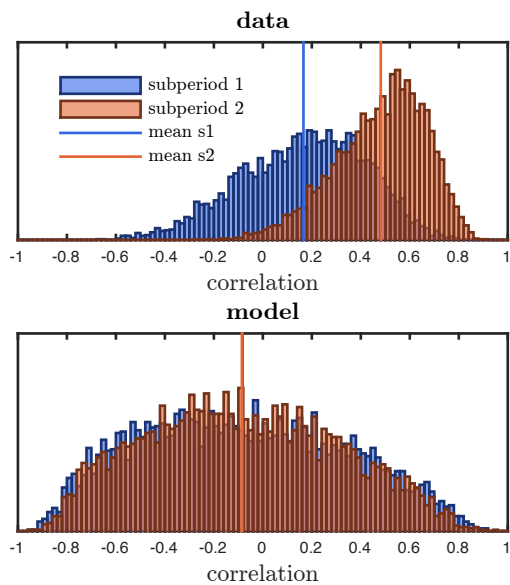 data
subperiod 1
subperiod 2
mean s1
mean s2
-1 -0.8 -0.6 -0.4 -0.2 0 0.2 0.4 0.6 0.8 1
correlation
model
-1 -0.8 -0.6 -0.4 -0.2 0 0.2 0.4 0.6 0.8 1
correlation